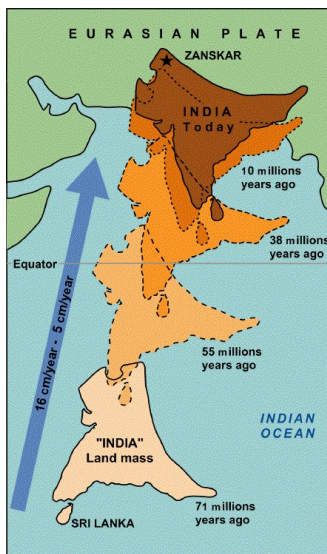 EURASIAN PLATE
ZANSKAR
INDIA
Today
10 millions
years ago
38 millions
years ago
Equator
16 cm/year - 5 cm/year
55 millions
years ago
INDIAN
OCEAN
"INDIA"
Land mass
71 millions
years ago
SRI LANKA